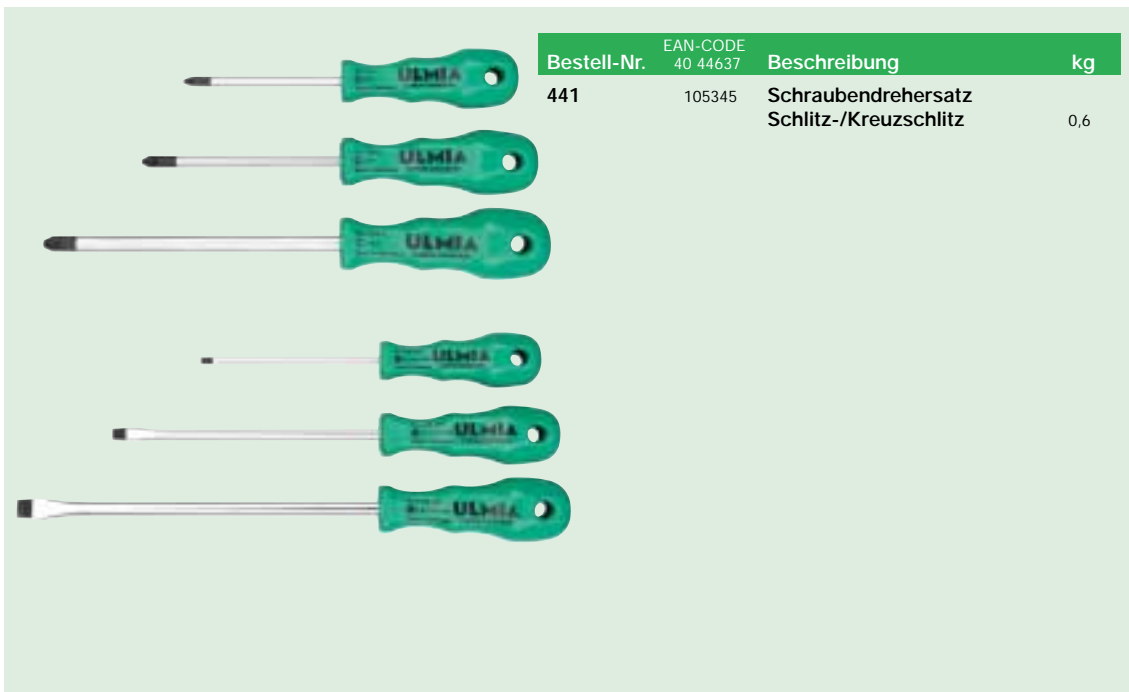 EAN-CODE
Bestell-Nr. 40 44637 Beschreibung kg
441 105345 Schraubendrehersatz
Schlitz-/Kreuzschlitz 0,6
ULMIA
ULMIA
ULMIA
ULMIA
ULMIA
ULMIA